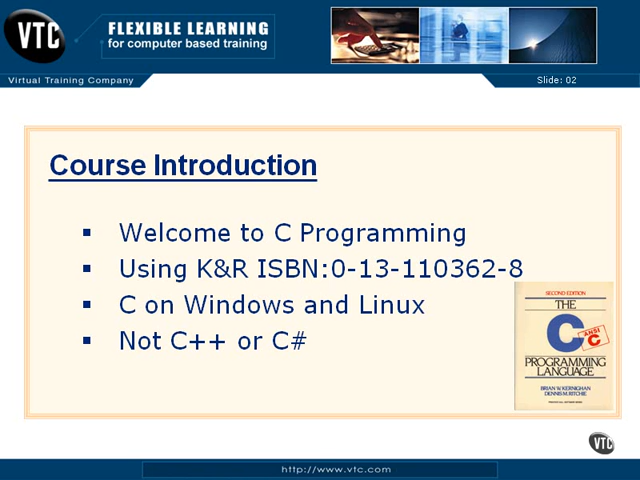 VTC
FLEXIBLE LEARNING
for computer based training
Virtual Training Company
Slide: 02
Course Introduction
▪ Welcome to C Programming
▪ Using K&R ISBN:0-13-110362-8
▪ C on Windows and Linux
▪ Not C++ or C#
SECOND EDITION
THE
C
ANSI
C
PROGRAMMING
LANGUAGE
BRIAN W. KERNIGHAN
DENNIS M. RITCHIE
VTC
http://www.vtc.com